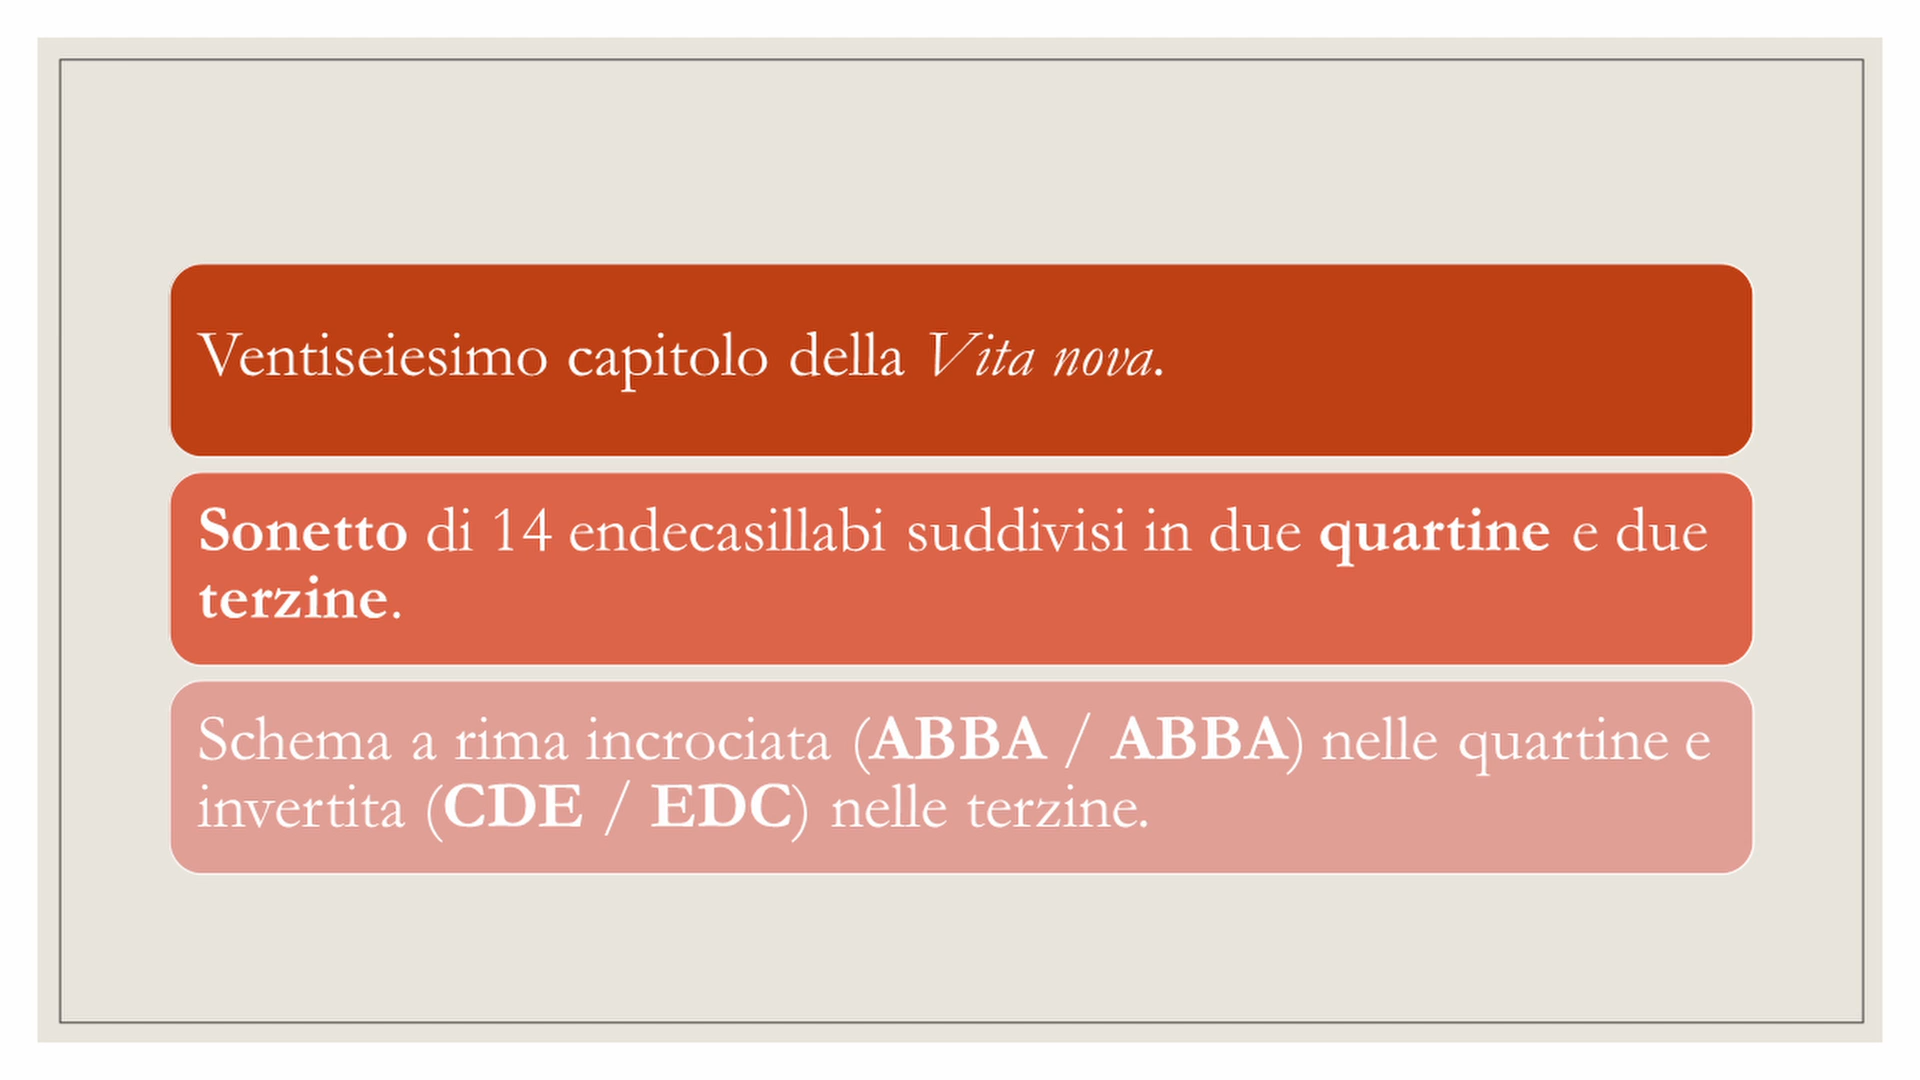 Ventiseiesimo capitolo della Vita nova.
Sonetto di 14 endecasillabi suddivisi in due quartine e due
terzine.
Schema a rima incrociata (ABBA / ABBA) nelle quartine e
invertita (CDE / EDC) nelle terzine.